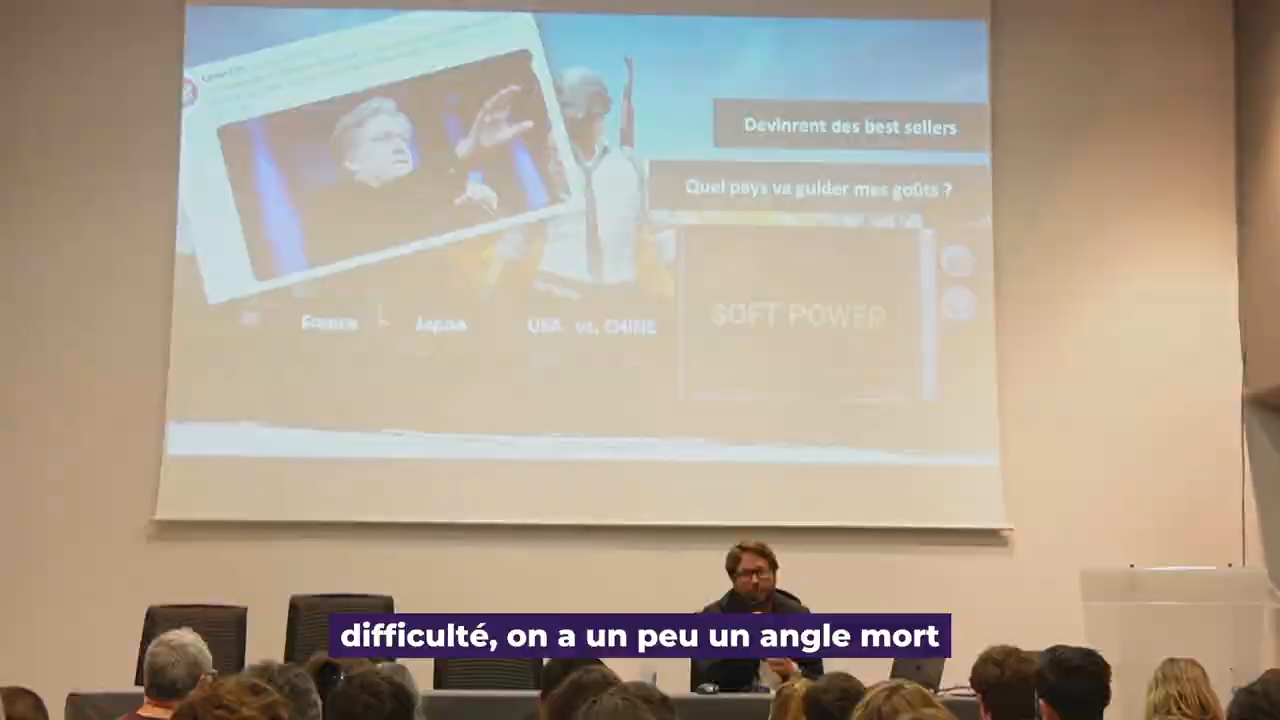 Devinrent des best sellers
Quel pays va guider mes goûts ?
SOFT POWER
France
Japon
USA vs. CHINE
difficulté, on a un peu un angle mort